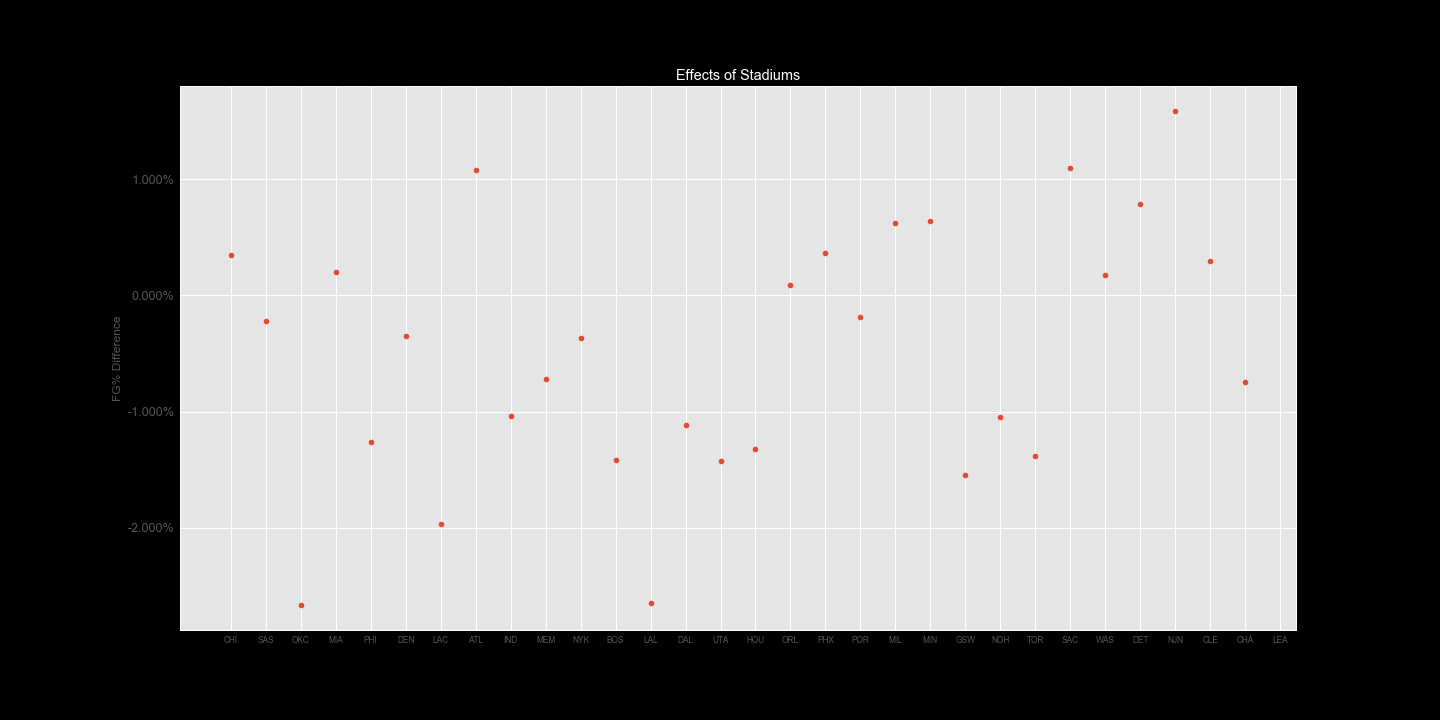 Effects of Stadiums
1.000%
0.000%
-1.000%
-2.000%
FG% Difference
CHI SAS OKC MIA PHI DEN LAC ATL IND MEM NYK BOS LAL DAL UTA HOU ORL PHX POR MIL MIN GSW NOH TOR SAC WAS DET NJN CLE CHA LEA